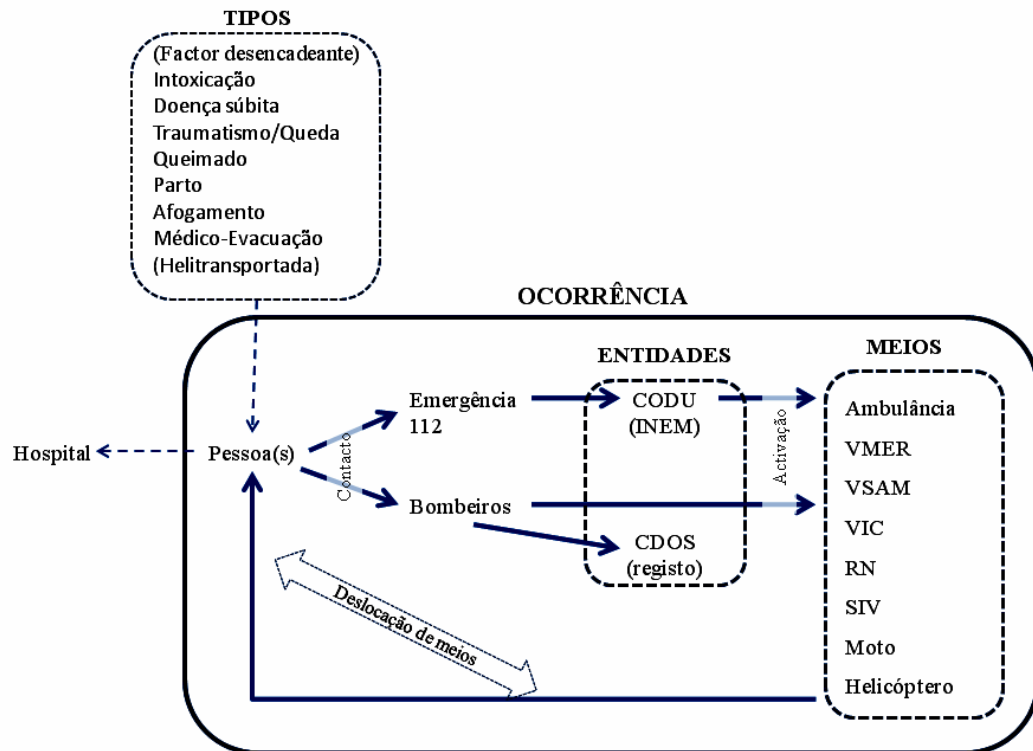 TIPOS
(Factor desencadeante)
Intoxicação
Doença súbita
Traumatismo/Queda
Queimado
Parto
Afogamento
Médico-Evacuação
(Helitransportada)
OCORRÊNCIA
ENTIDADES
MEIOS
Hospital
Pessoa(s)
Contacto
Emergência
112
Bombeiros
CODU
(INEM)
CDOS
(registo)
Activação
Ambulância
VMER
VSAM
VIC
RN
SIV
Moto
Helicóptero
Deslocação de
meios